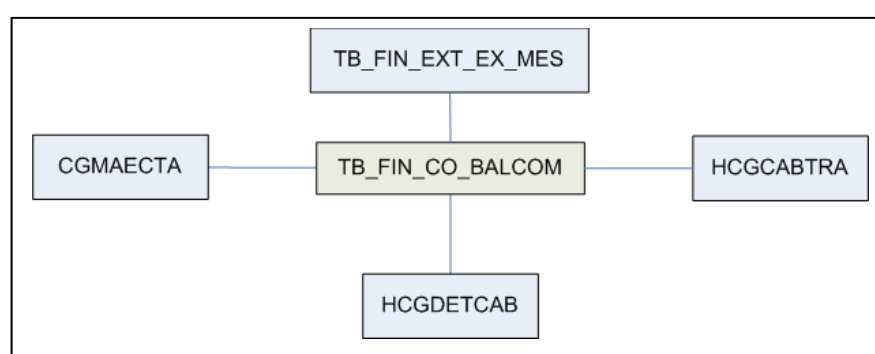 TB_FIN_EXT_EX_MES
CGMAECTA
TB_FIN_CO_BALCOM
HCGCABTRA
HCGDETCAB